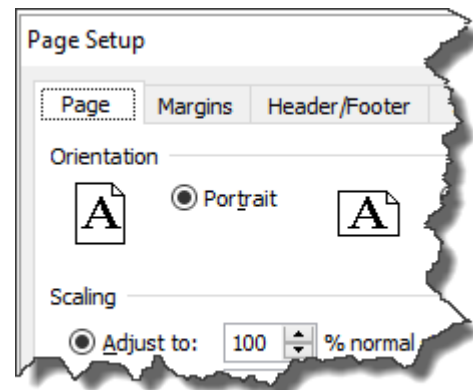 Page Setup
Page Margins Header/Footer
Orientation
A Portrait A
Scaling
Adjust to: 100 % normal